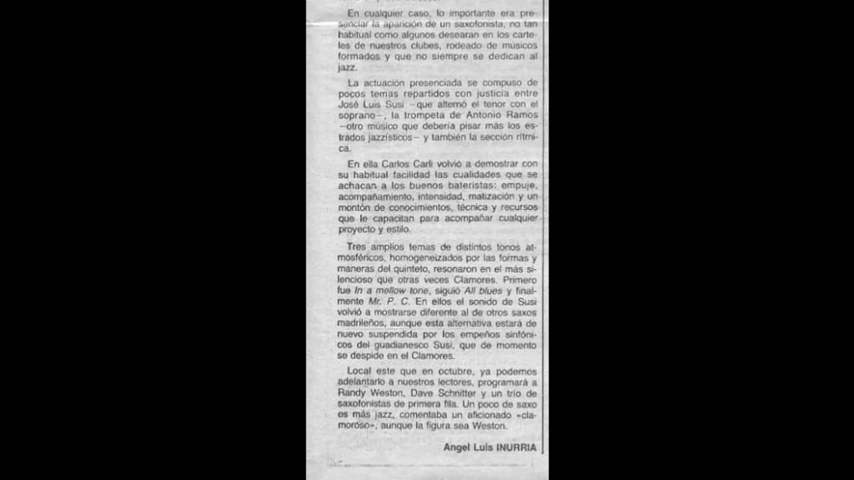 En cualquier caso, lo importante era pre-
senciar la aparición de un saxofonista, no tan
habitual como algunos desearan en los carte-
les de nuestros clubes, rodeado de músicos
formados y que no siempre se dedican al
jazz.
La actuación presenciada se compuso de
pocos temas repartidos con justicia entre
José Luis Susi —que alternó el tenor con el
soprano—, la trompeta de Antonio Ramos
—otro músico que debería pisar más los es-
trados jazzísticos— y también la sección rítmi-
ca.
En ella Carlos Carli volvió a demostrar con
su habitual facilidad las cualidades que se
achacan a los buenos bateristas: empuje,
acompañamiento, intensidad, matización y un
montón de conocimientos, técnica y recursos
que le capacitan para acompañar cualquier
proyecto y estilo.
Tres amplios temas de distintos tonos at-
mosféricos, homogeneizados por las formas y
maneras del quinteto, resonaron en el más si-
lencioso que otras veces Clamores. Primero
fue In a mellow tone, siguió All blues y final-
mente Mr. P. C. En ellos el sonido de Susi
volvió a mostrarse diferente al de otros saxos
madrileños, aunque esta alternativa estará de
nuevo suspendida por los empeños sinfóni-
cos del guadianesco Susi, que de momento
se despide en el Clamores.
Local este que en octubre, ya podemos
adelantarlo a nuestros lectores, programará a
Randy Weston, Dave Schnitter y un trío de
saxofonistas de primera fila. Un poco de saxo
es más jazz, comentaba un aficionado «cla-
moroso», aunque la figura sea Weston.
Angel Luis INURRIA